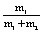 m₁
m₁ + m₂